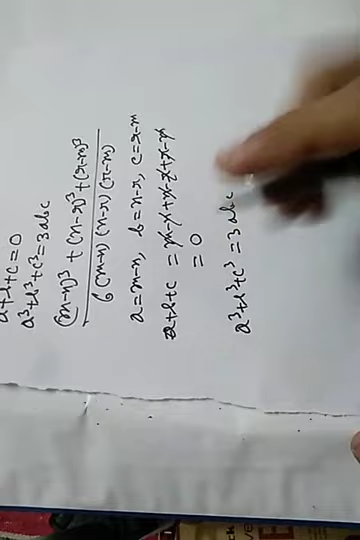 a+b+c=0
a³+b³+c³=3abc
(m-n)³+(n-r)³+(r-m)³
6(m-n)(n-r)(r-m)
a=m-n, b=n-r, c=r-m
a+b+c = m-n+n-r+r-m
= 0
a³+b³+c³=3abc